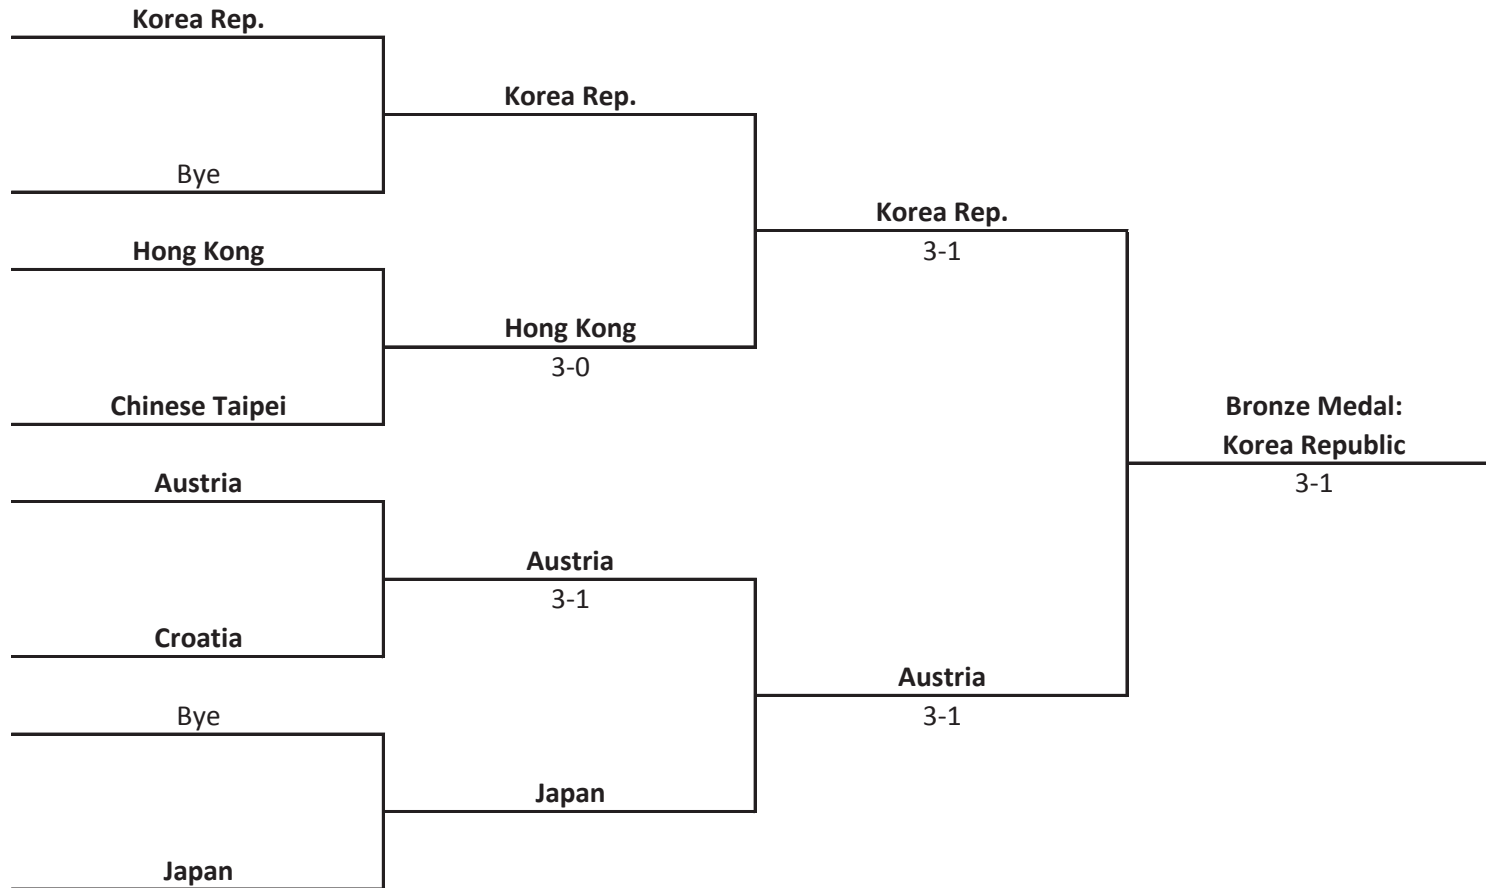 Korea Rep.
Korea Rep.
Bye
Korea Rep.
3-1
Hong Kong
Hong Kong
3-0
Chinese Taipei
Bronze Medal:
Korea Republic
3-1
Austria
Austria
3-1
Croatia
Austria
3-1
Bye
Japan
Japan